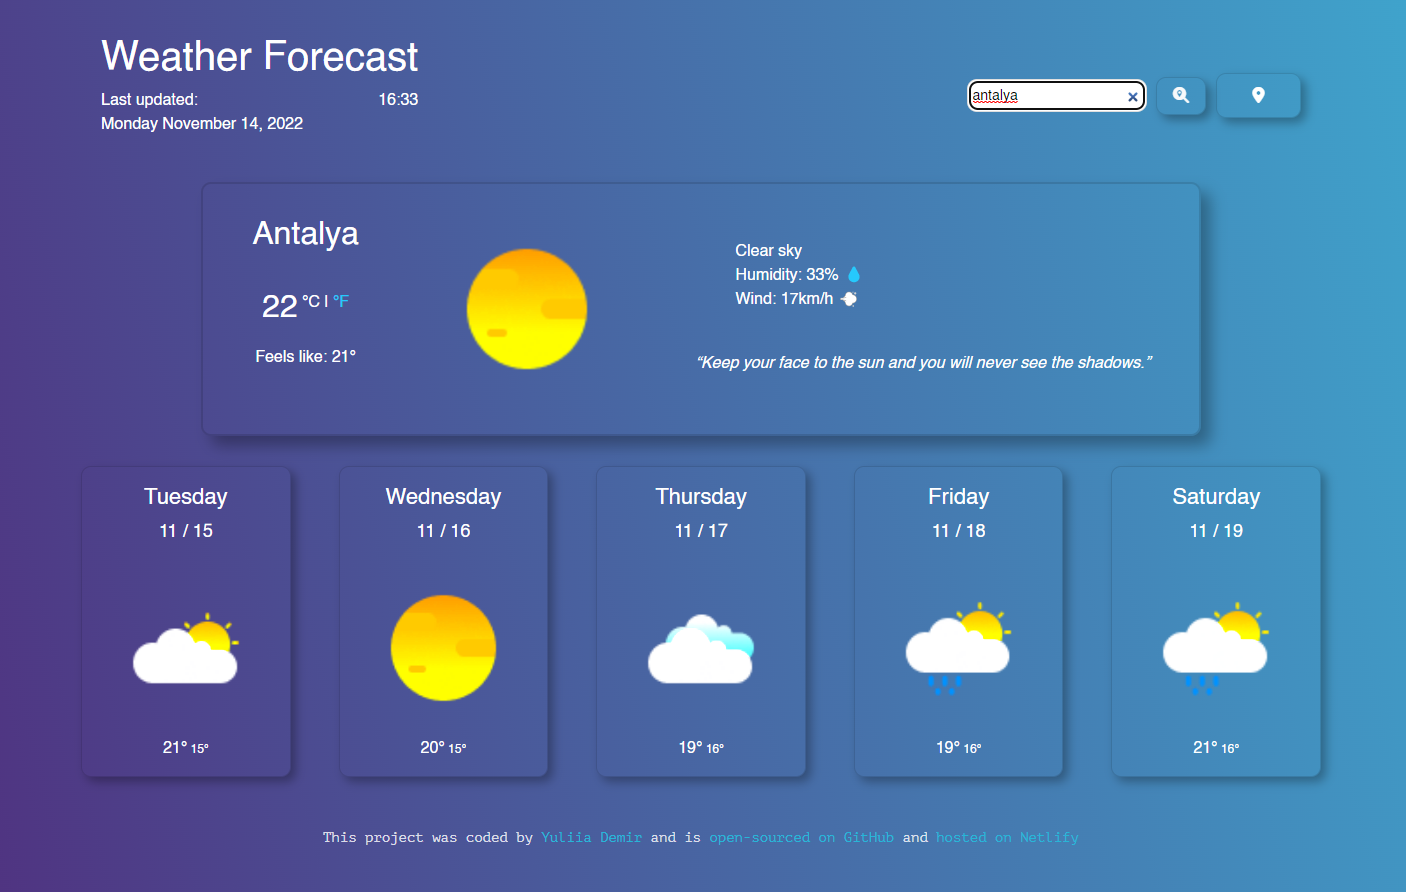 Weather Forecast
Last updated: 16:33
Monday November 14, 2022
antalya
Antalya
22 °C | °F
Feels like: 21°
Clear sky
Humidity: 33%
Wind: 17km/h
“Keep your face to the sun and you will never see the shadows.”
Tuesday
11 / 15
21° 15°
Wednesday
11 / 16
20° 15°
Thursday
11 / 17
19° 16°
Friday
11 / 18
19° 16°
Saturday
11 / 19
21° 16°
This project was coded by Yuliia Demir and is open-sourced on GitHub and hosted on Netlify